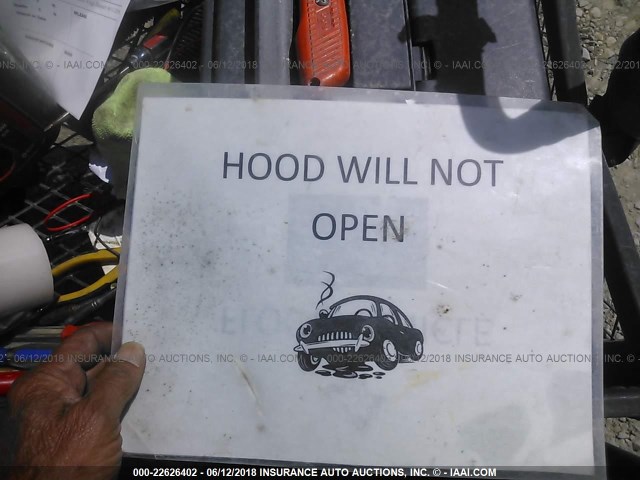 HOOD WILL NOT
OPEN
000-22626402 - 06/12/2018 INSURANCE AUTO AUCTIONS, INC. © - IAAI.COM